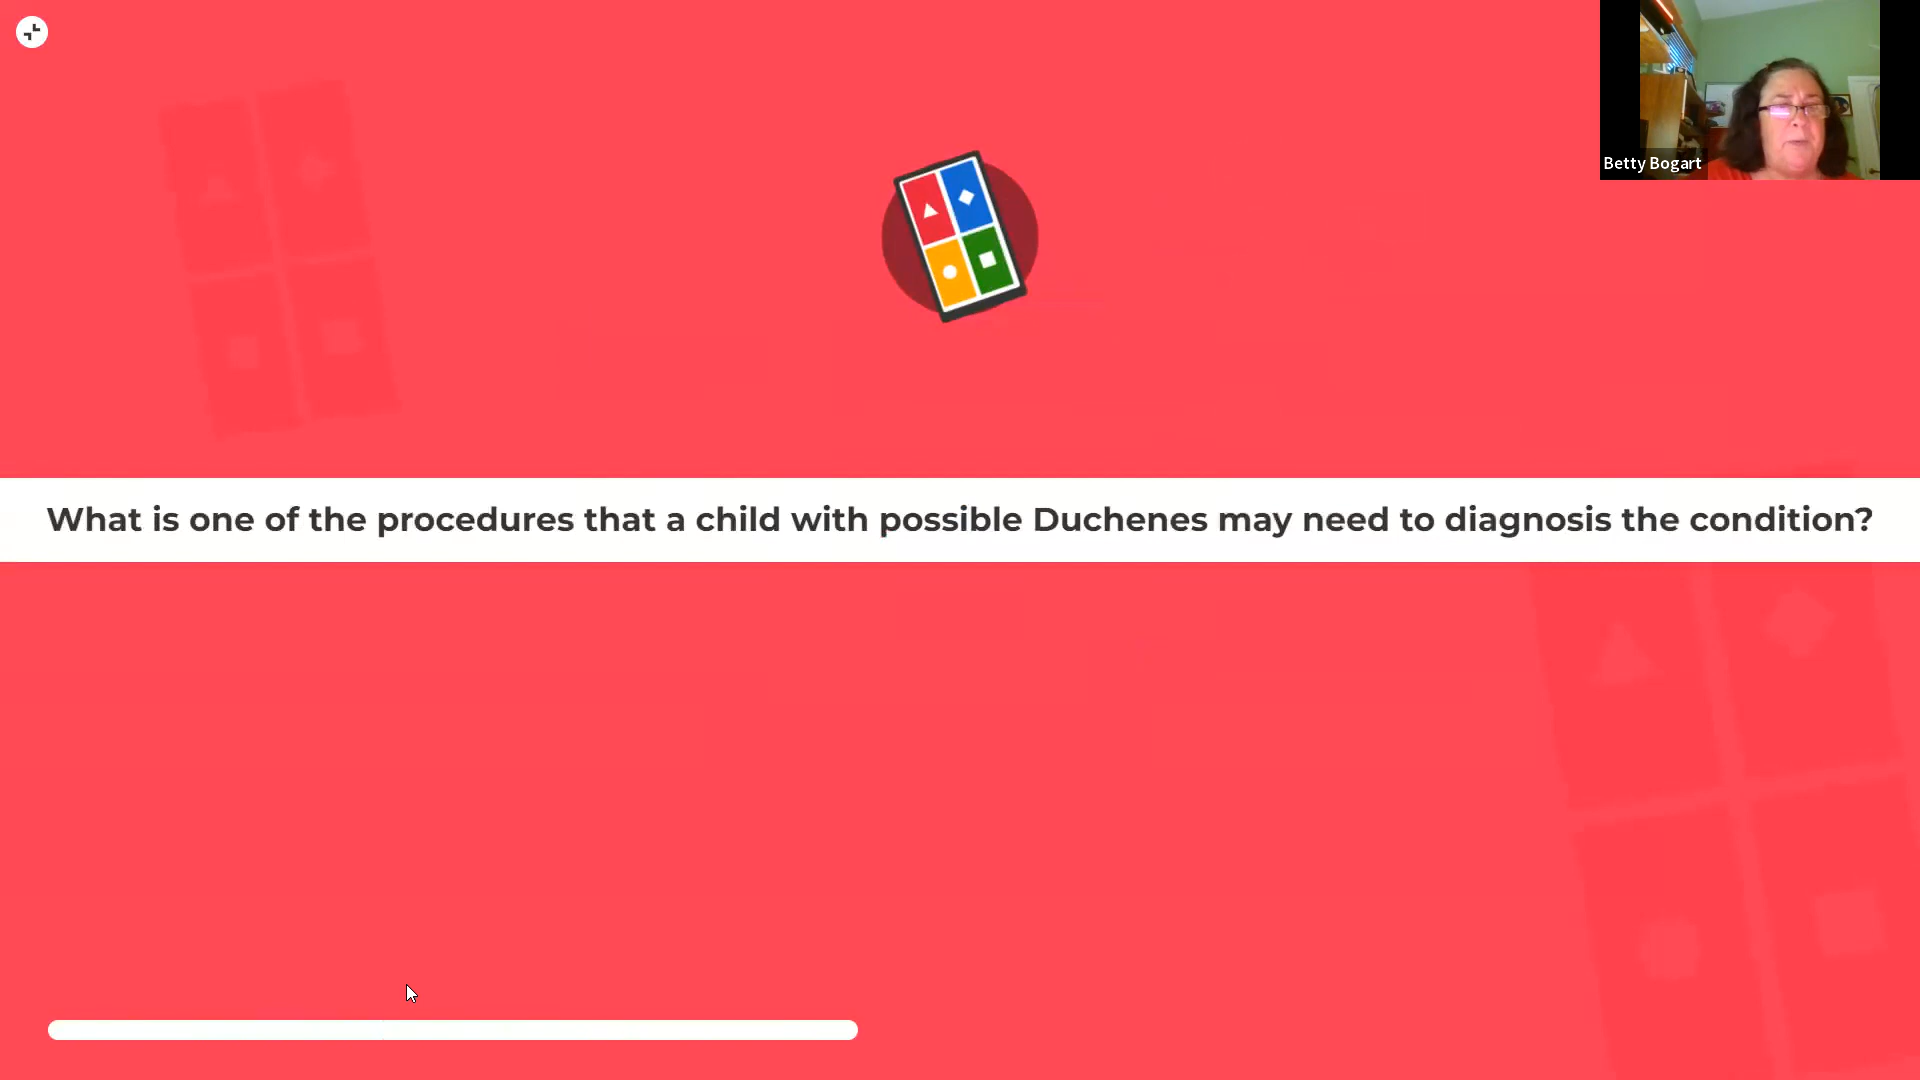 Betty Bogart
What is one of the procedures that a child with possible Duchenes may need to diagnosis the condition?